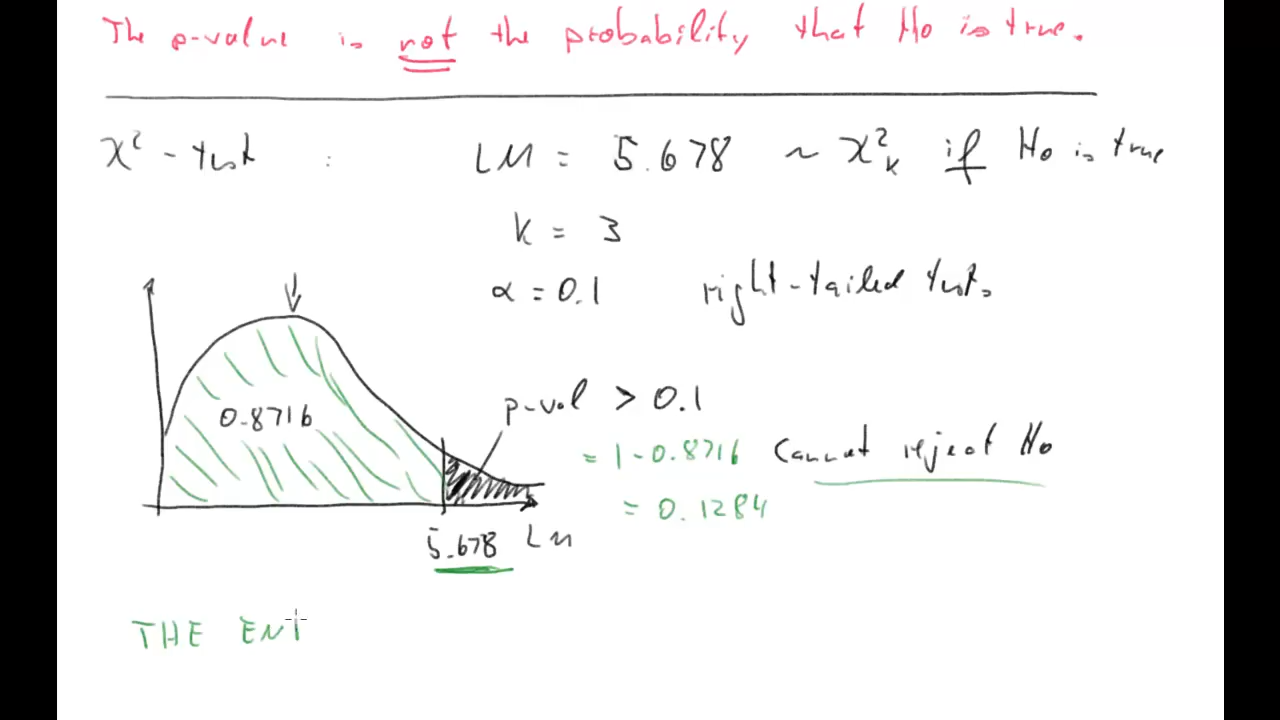 The p-value is not the probability that Ho is true.
χ² - test : LM = 5.678 ~ χ²ₖ if Ho is true
k = 3
α = 0.1 right-tailed test.
p-val > 0.1
0.8716
= 1 - 0.8716 Cannot reject Ho
= 0.1284
5.678 LM
THE ENT